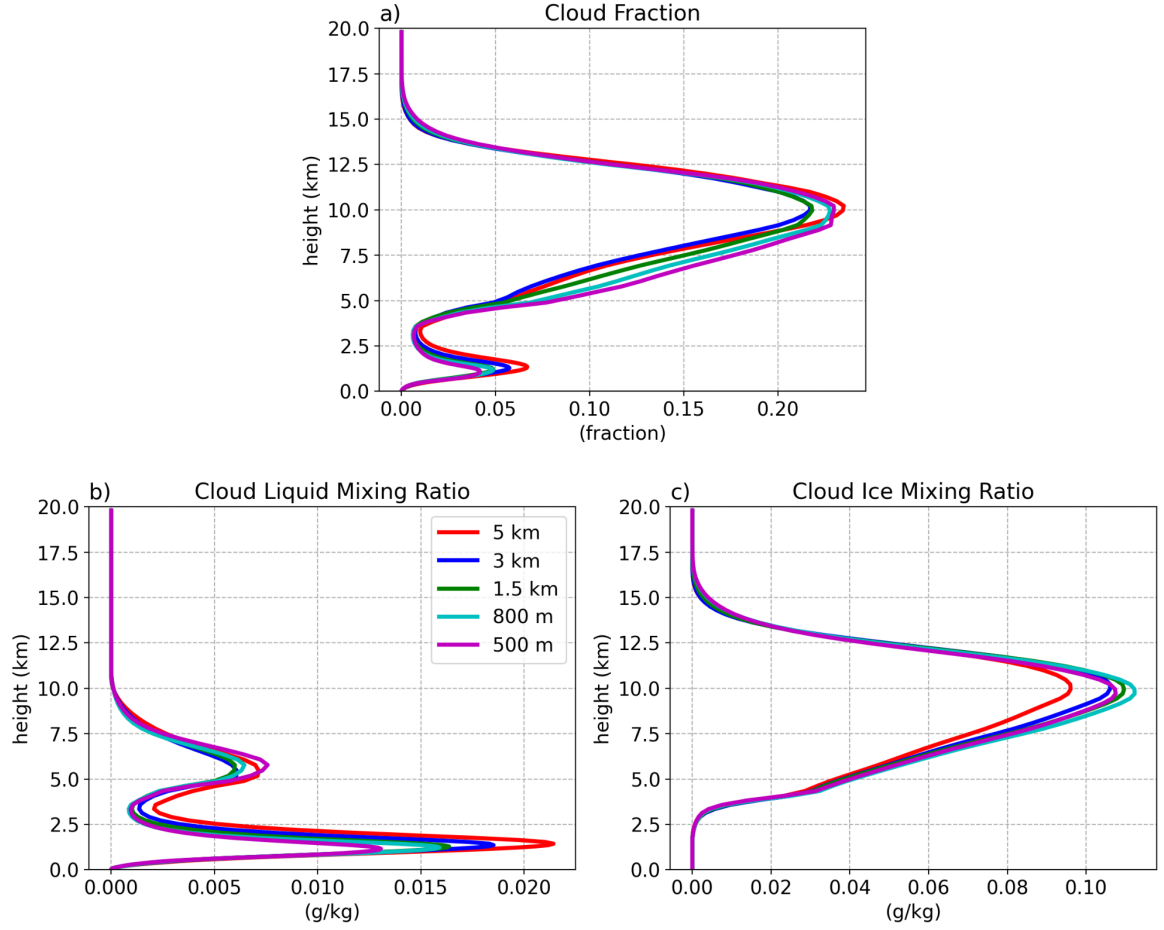 a)
Cloud Fraction
20.0
17.5
15.0
12.5
10.0
7.5
5.0
2.5
0.0
height (km)
0.00 0.05 0.10 0.15 0.20
(fraction)
b)
Cloud Liquid Mixing Ratio
20.0
17.5
15.0
12.5
10.0
7.5
5.0
2.5
0.0
height (km)
5 km
3 km
1.5 km
800 m
500 m
0.000 0.005 0.010 0.015 0.020
(g/kg)
c)
Cloud Ice Mixing Ratio
20.0
17.5
15.0
12.5
10.0
7.5
5.0
2.5
0.0
height (km)
0.00 0.02 0.04 0.06 0.08 0.10
(g/kg)